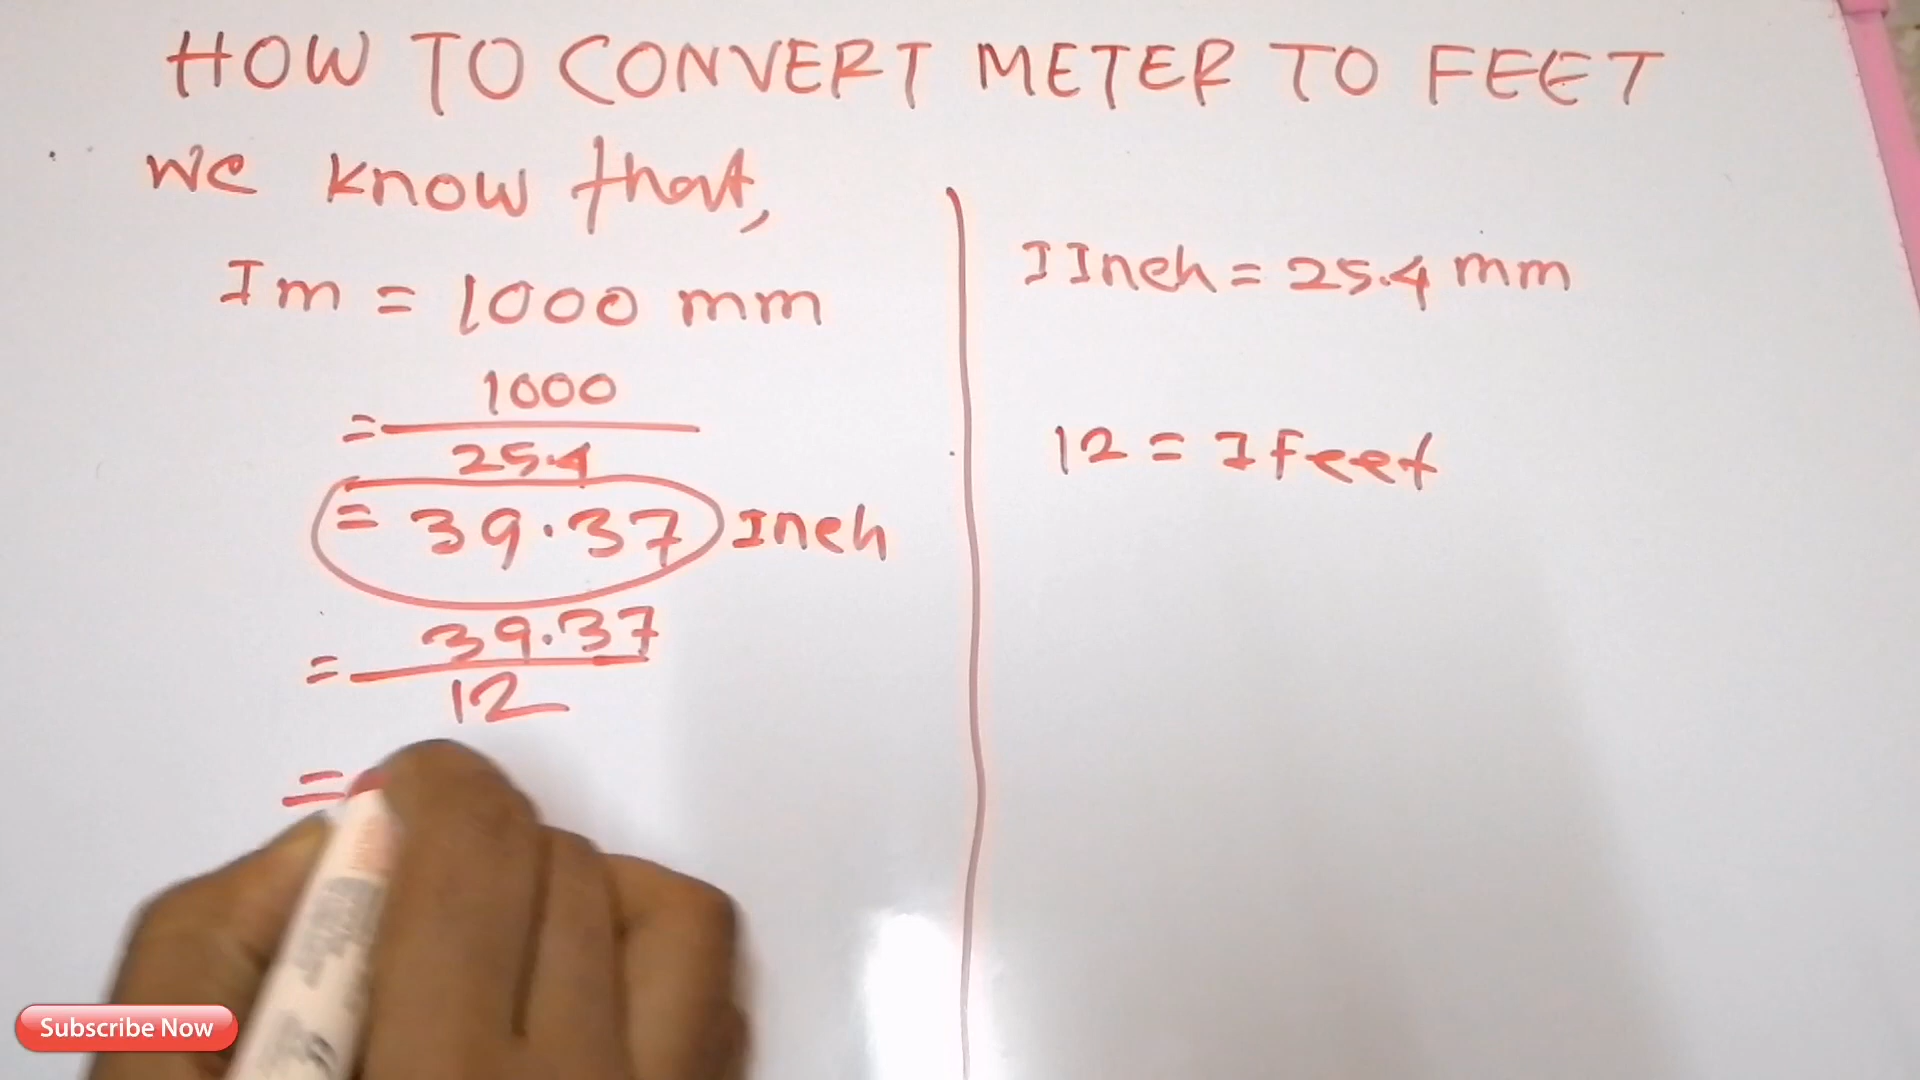 HOW TO CONVERT METER TO FEET
We know that,
1m = 1000 mm
= 1000
25.4
= 39.37 Inch
= 39.37
12
=
1 Inch = 25.4 mm
12 = 1 Feet
Subscribe Now